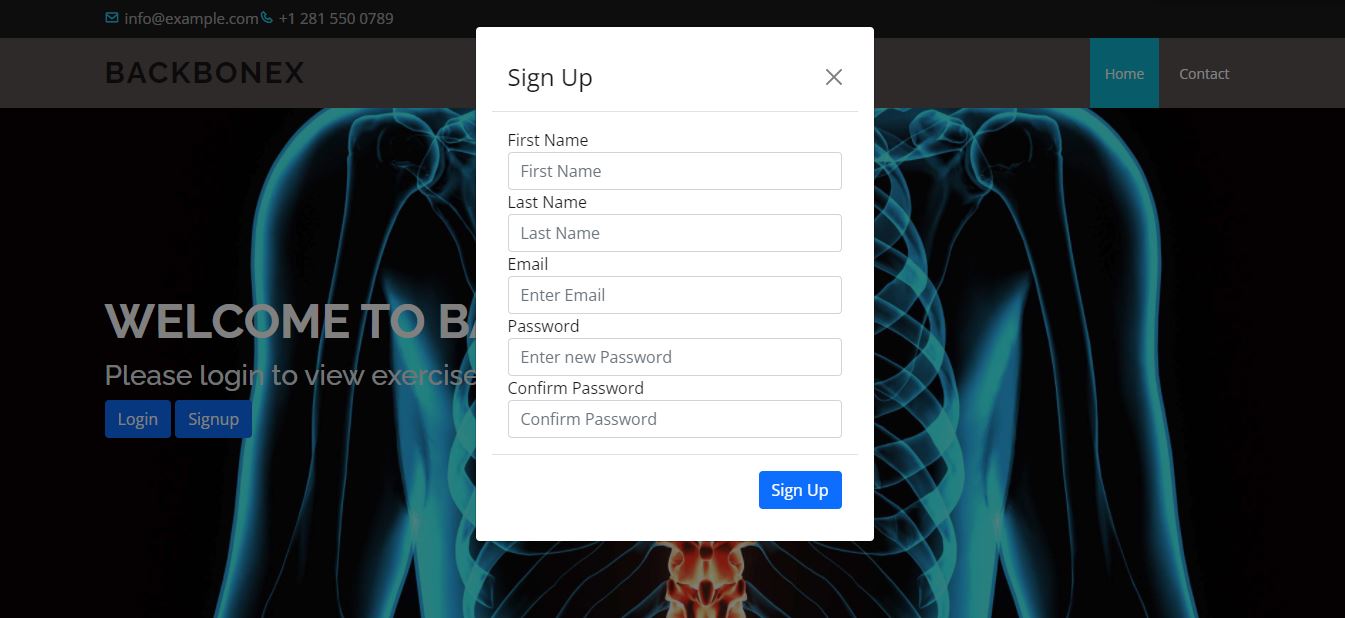 info@example.com +1 281 550 0789
BACKBONEX
Home Contact
Sign Up
First Name
First Name
Last Name
Last Name
Email
Enter Email
Password
Enter new Password
Confirm Password
Confirm Password
Sign Up
WELCOME TO
Please login to view exercise
Login Signup